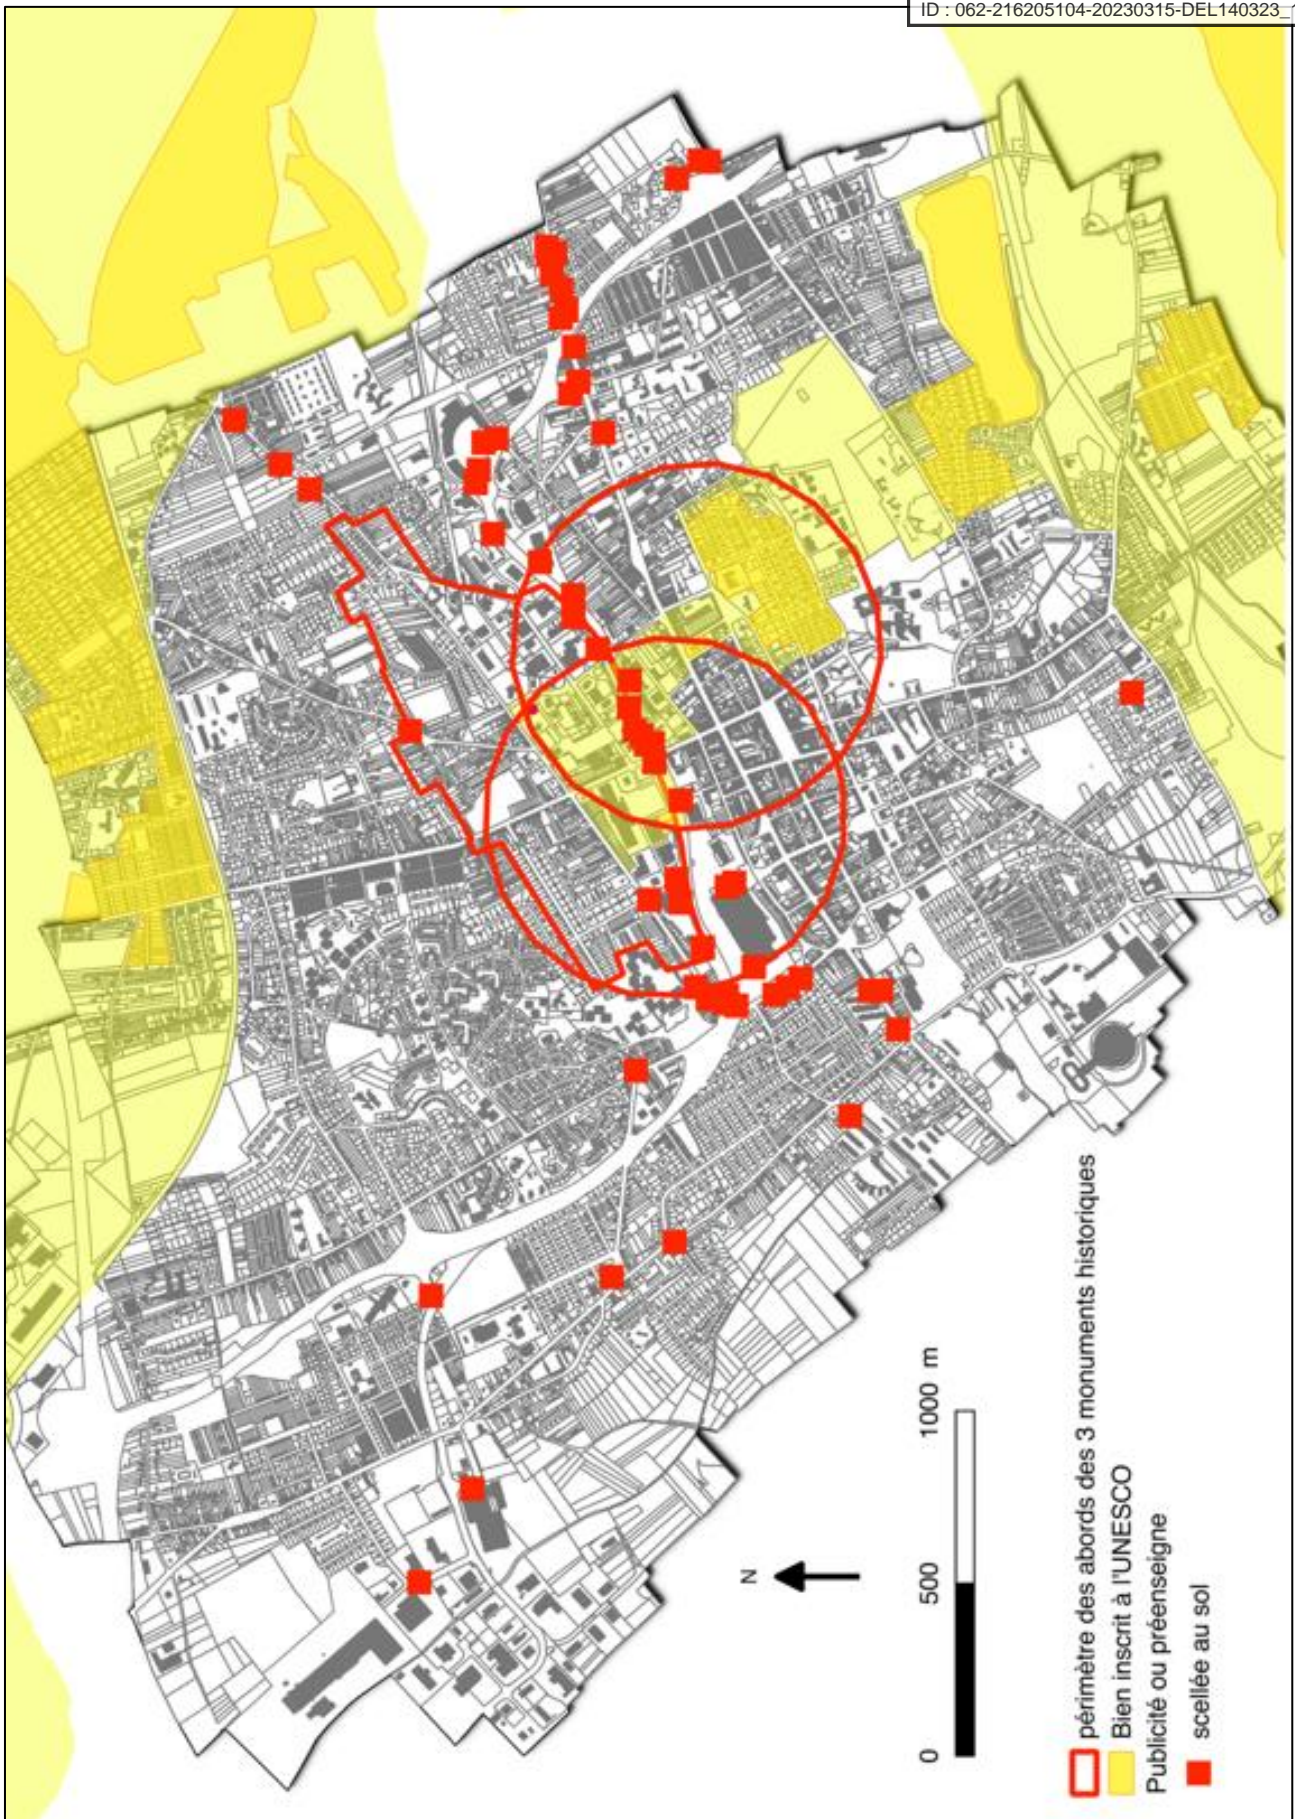 ID : 062-216205104-20230315-DEL140323_
N
0 500 1000 m
périmètre des abords des 3 monuments historiques
Bien inscrit à l'UNESCO
Publicité ou préenseigne
scellée au sol